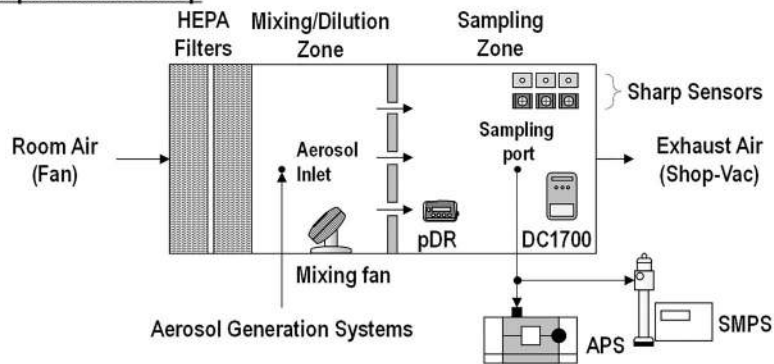 HEPA
Filters
Mixing/Dilution
Zone
Sampling
Zone
Sharp Sensors
Room Air
(Fan)
Aerosol
Inlet
Sampling
port
Exhaust Air
(Shop-Vac)
pDR
DC1700
Mixing fan
Aerosol Generation Systems
APS
SMPS